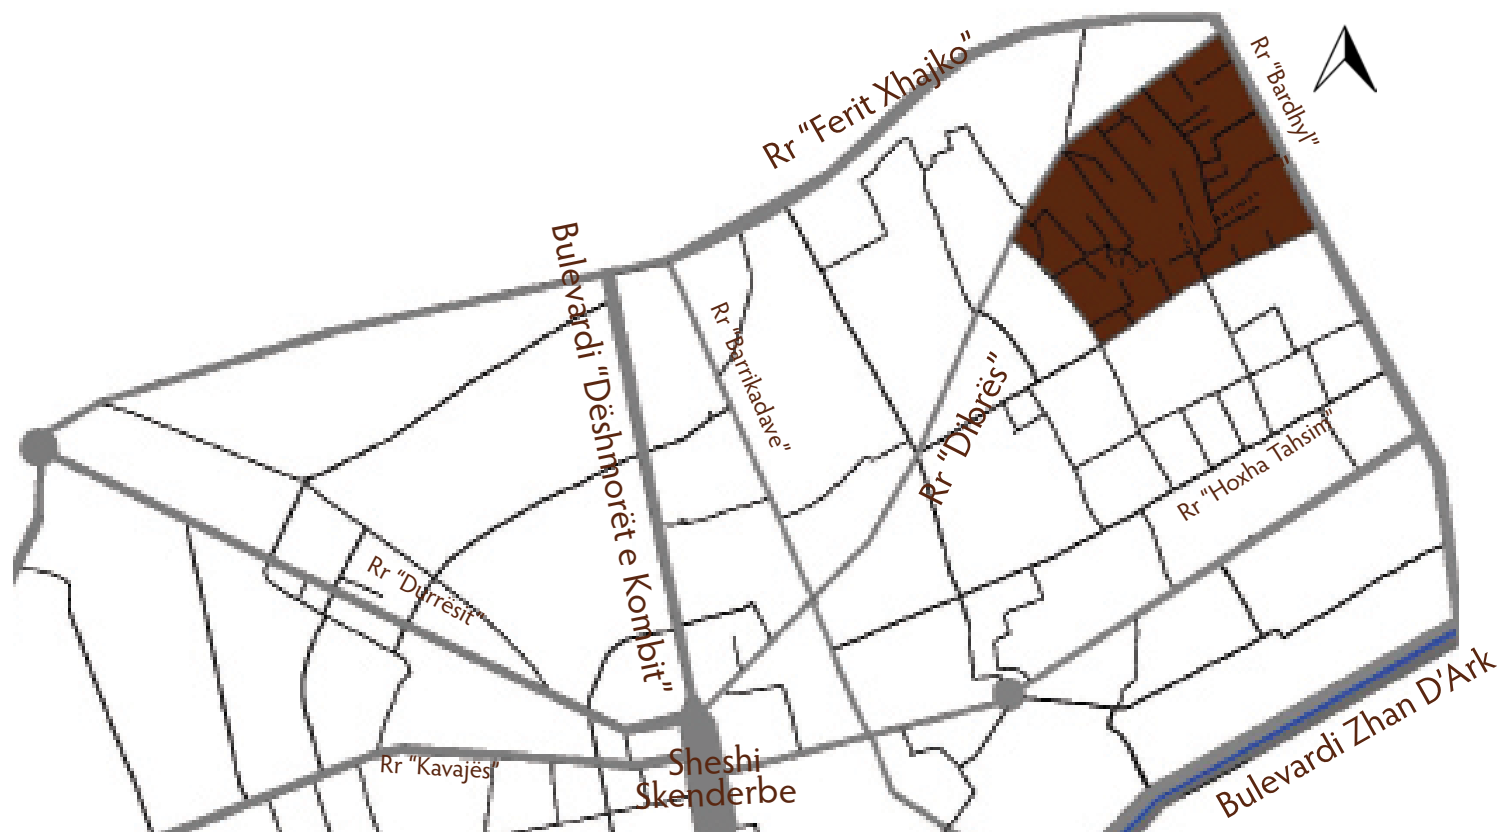 Rr “Ferit Xhajko”
Rr “Bardhyl”
Bulevardi “Dëshmorët e Kombit”
Rr “Barrikadave”
Rr “Dibrës”
Rr “Hoxha Tahsim”
Rr “Durrësit”
Rr “Kavajës”
Sheshi
Skenderbe
Bulevardi Zhan D’Ark